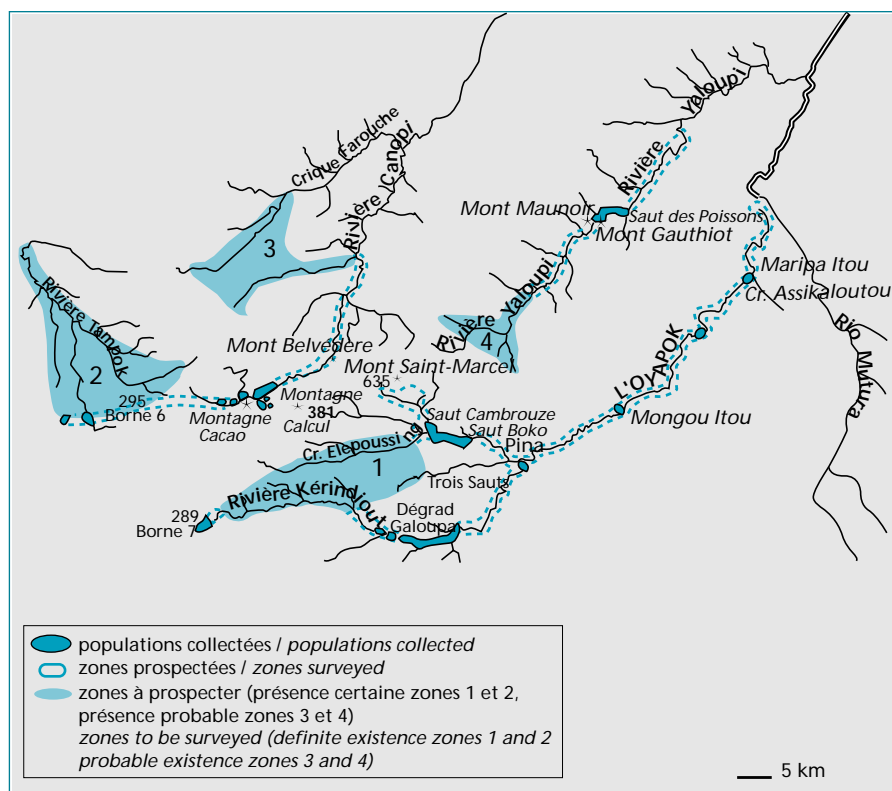 Crique Farouche
Rivière Canopi
Rivière Yaloupi
3
Mont Maunoir
Saut des Poissons
Mont Gauthiot
Maripa Itou
Cr. Assikaloutou
Rivière Tampok
Rivière Yaloupi
4
Mont Belvédère
Mont Saint-Marcel
635
L'OyAPOK
Rio Mutura
2
295
Borne 6
Montagne
Cacao
Montagne
381
Calcul
Saut Cambrouze
Saut Boko
Mongou Itou
Pina
Cr. Elepoussing
1
Trois Sauts
Rivière Kérindiout
289
Borne 7
Dégrad
Galoupa
populations collectées / populations collected
zones prospectées / zones surveyed
zones à prospecter (présence certaine zones 1 et 2,
présence probable zones 3 et 4)
zones to be surveyed (definite existence zones 1 and 2
probable existence zones 3 and 4)
5 km